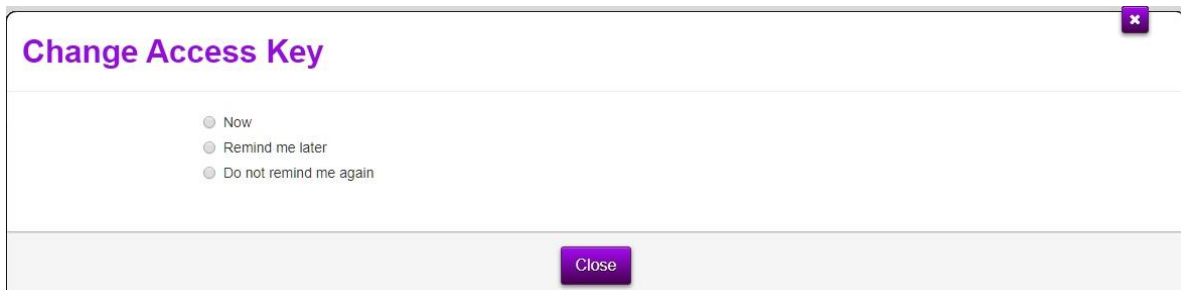 Change Access Key
Now
Remind me later
Do not remind me again
Close